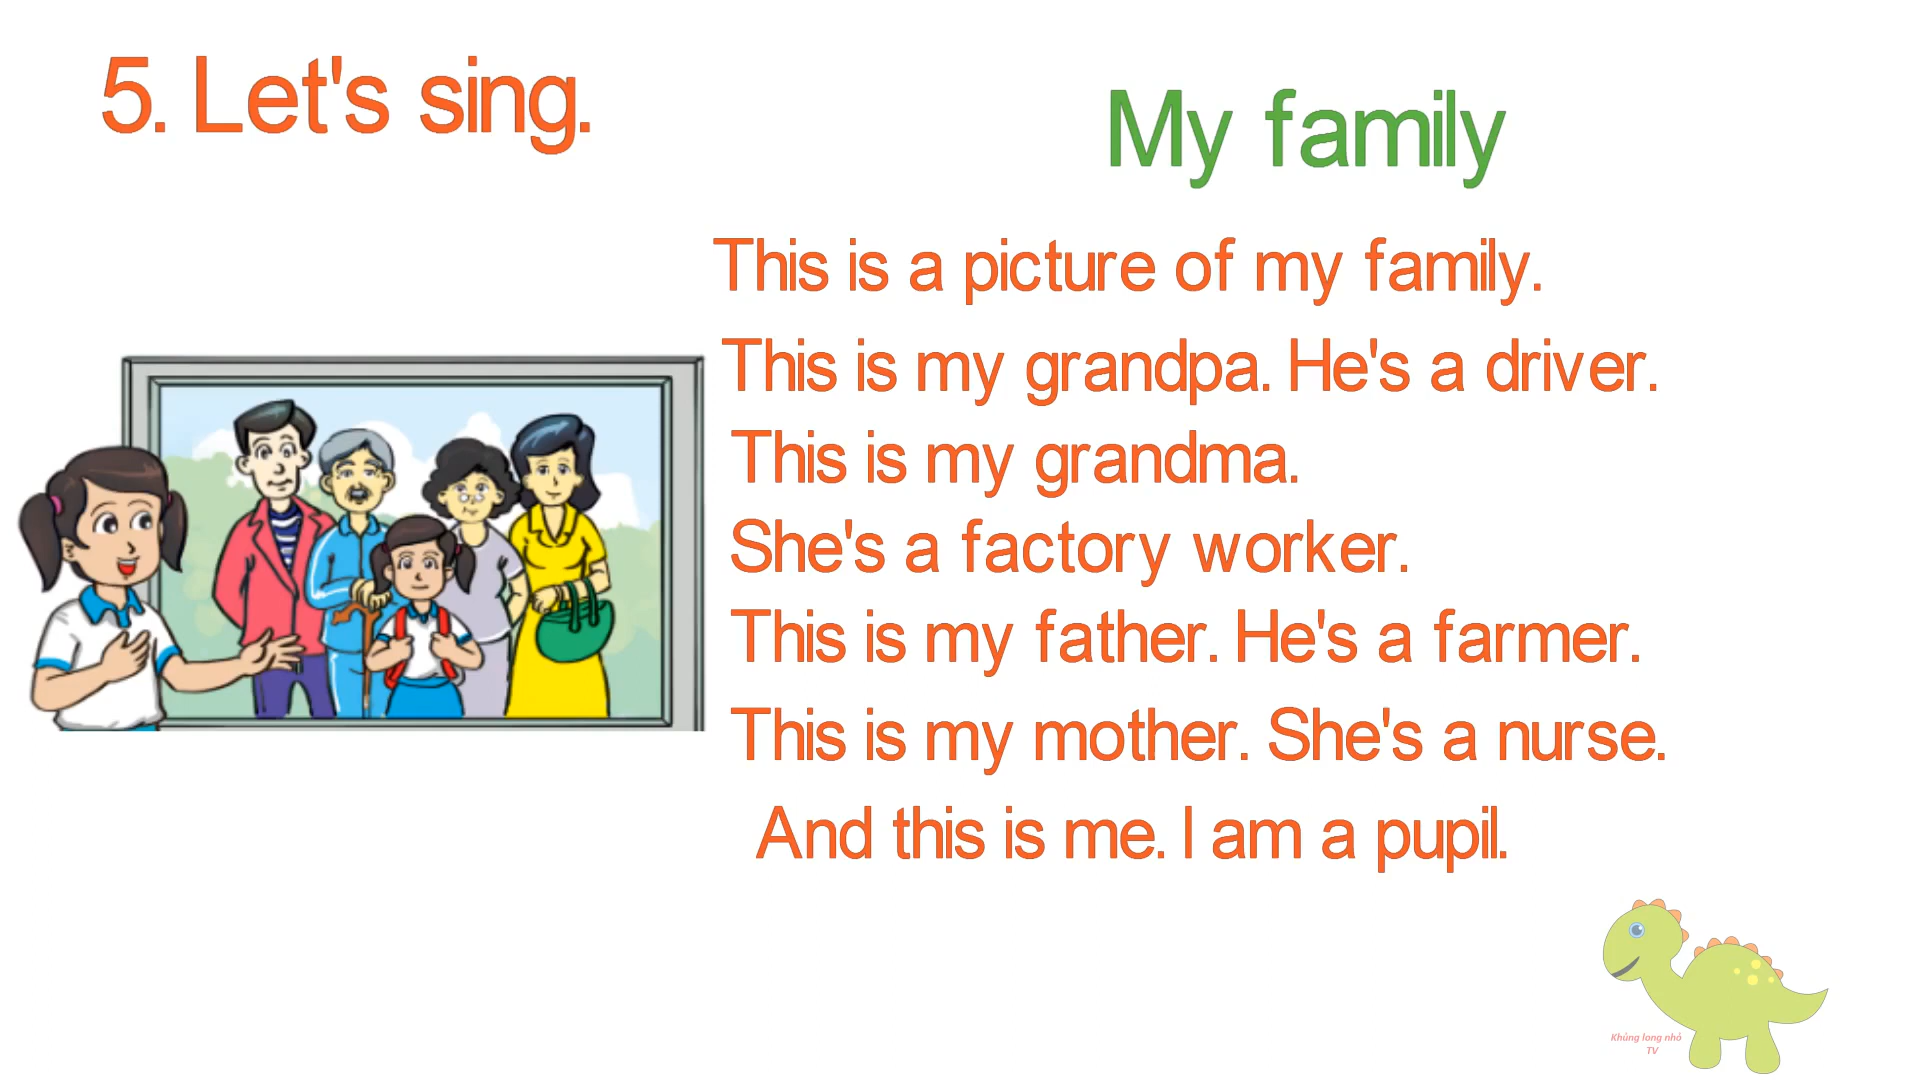 5. Let's sing.
My family
This is a picture of my family.
This is my grandpa. He's a driver.
This is my grandma.
She's a factory worker.
This is my father. He's a farmer.
This is my mother. She's a nurse.
And this is me. I am a pupil.
Khủng long nhỏ
TV